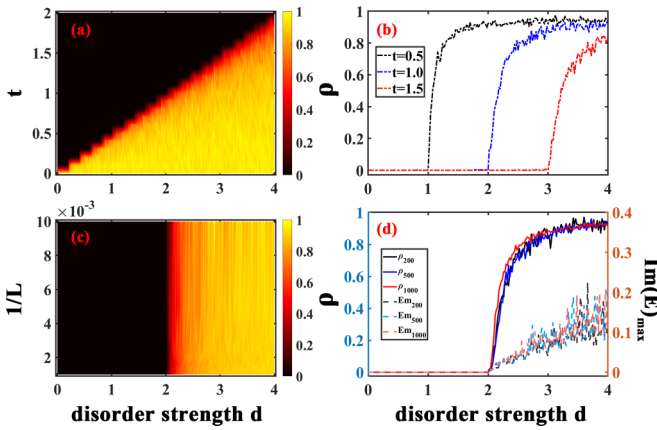 (a)
2
1.5
1
0.5
0
t
0 1 2 3 4
1
0.8
0.6
0.4
0.2
0
(b)
1
0.8
0.6
0.4
0.2
0
ρ
t=0.5
t=1.0
t=1.5
0 1 2 3 4
(c)
×10⁻³
10
8
6
4
2
1/L
0 1 2 3 4
disorder strength d
1
0.8
0.6
0.4
0.2
0
(d)
1
0.8
0.6
0.4
0.2
0
ρ
ρ₂₀₀
ρ₅₀₀
ρ₁₀₀₀
Em₂₀₀
Em₅₀₀
Em₁₀₀₀
0 1 2 3 4
disorder strength d
0.4
0.3
0.2
0.1
0
Im(E)max